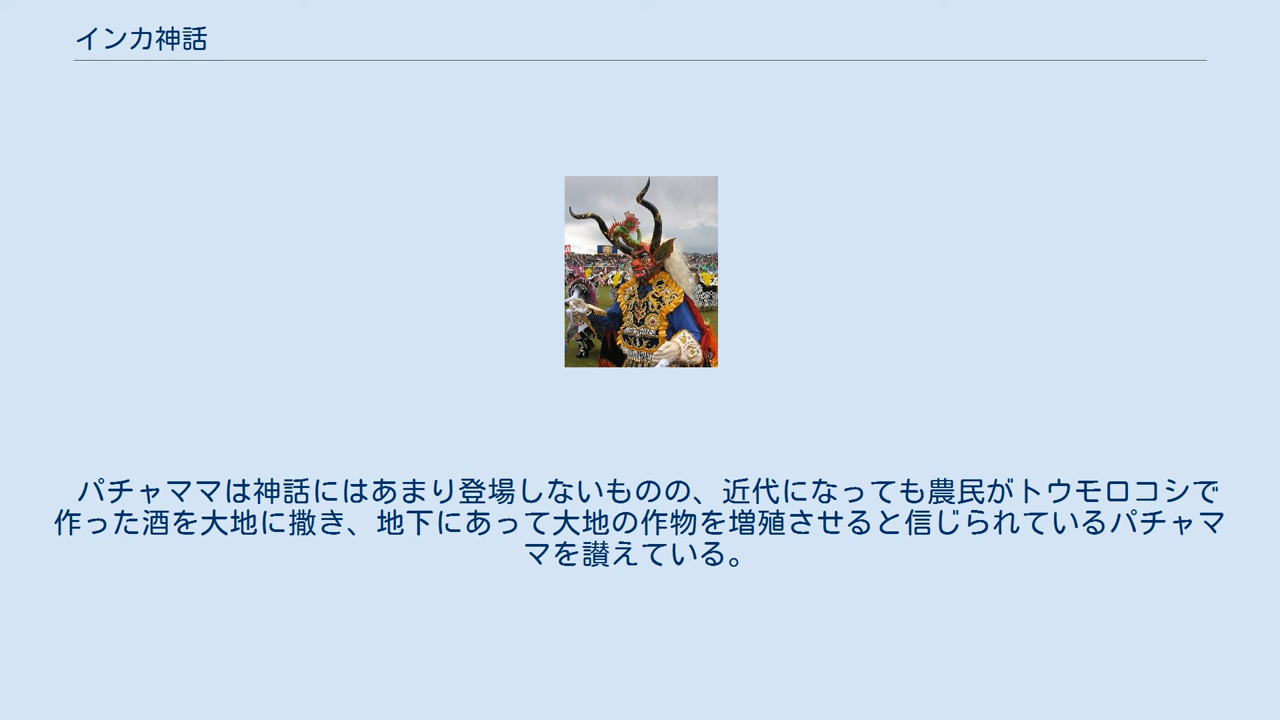 インカ神話
パチャママは神話にはあまり登場しないものの、近代になっても農民がトウモロコシで
作った酒を大地に撒き、地下にあって大地の作物を増殖させると信じられているパチャマ
マを讃えている。